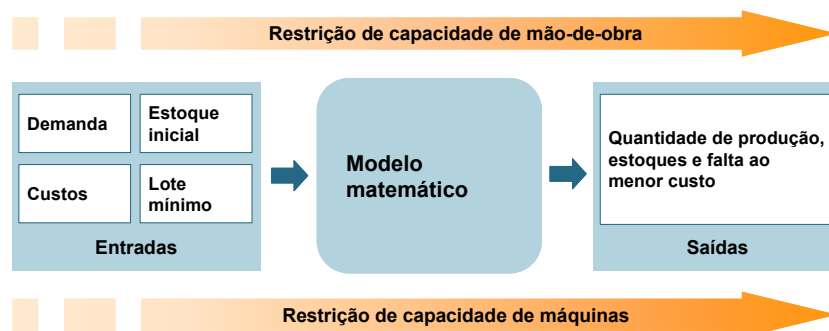 Restrição de capacidade de mão-de-obra
Demanda
Estoque
inicial
Custos
Lote
mínimo
Entradas
Modelo
matemático
Quantidade de produção,
estoques e falta ao
menor custo
Saídas
Restrição de capacidade de máquinas